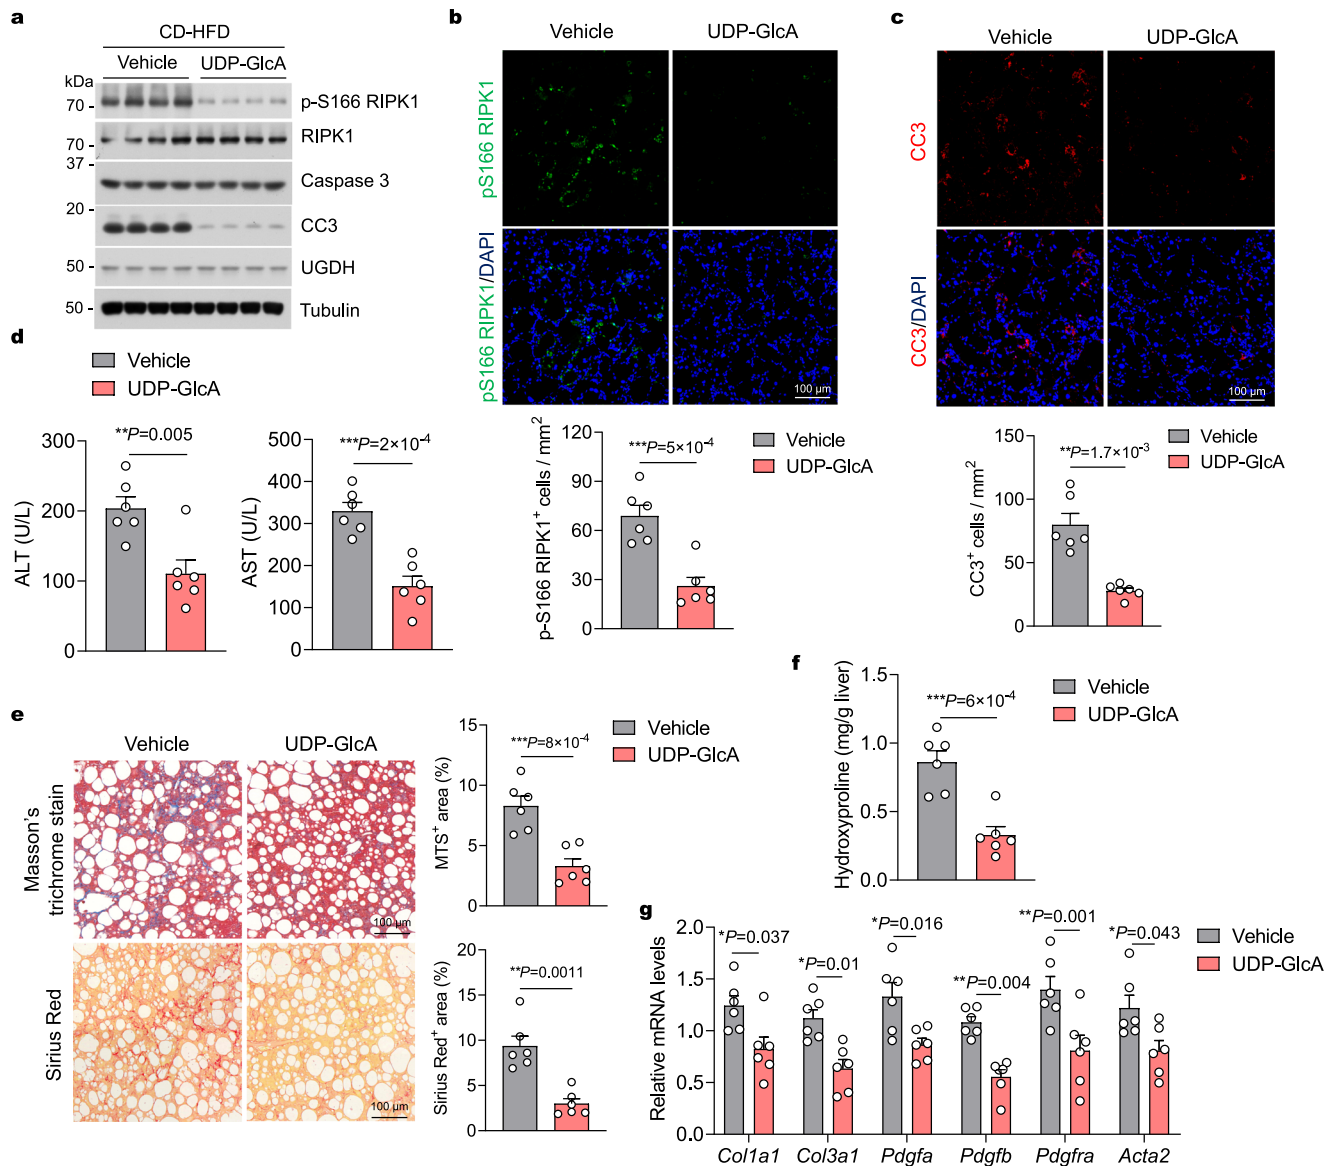 a
CD-HFD
Vehicle UDP-GlcA
kDa
70
p-S166 RIPK1
70
RIPK1
37
Caspase 3
20
CC3
50
UGDH
50
Tubulin
b
Vehicle UDP-GlcA
pS166 RIPK1
pS166 RIPK1/DAPI
100 µm
p-S166 RIPK1+ cells / mm2
120
90
60
30
0
***P=5×10-4
Vehicle
UDP-GlcA
c
Vehicle UDP-GlcA
CC3
CC3/DAPI
100 µm
CC3+ cells / mm2
150
100
50
0
**P=1.7×10-3
Vehicle
UDP-GlcA
d
Vehicle
UDP-GlcA
ALT (U/L)
300
200
100
0
**P=0.005
AST (U/L)
500
400
300
200
100
0
***P=2×10-4
e
Vehicle UDP-GlcA
Masson's
trichrome stain
100 µm
Sirius Red
100 µm
MTS+ area (%)
15
10
5
0
***P=8×10-4
Vehicle
UDP-GlcA
Sirius Red+ area (%)
20
15
10
5
0
**P=0.0011
f
Hydroxyproline (mg/g liver)
1.5
1.0
0.5
0.0
***P=6×10-4
Vehicle
UDP-GlcA
g
Relative mRNA levels
2.0
1.5
1.0
0.5
0.0
*P=0.037
*P=0.01
*P=0.016
**P=0.004
**P=0.001
*P=0.043
Vehicle
UDP-GlcA
Col1a1 Col3a1 Pdgfa Pdgfb Pdgfra Acta2